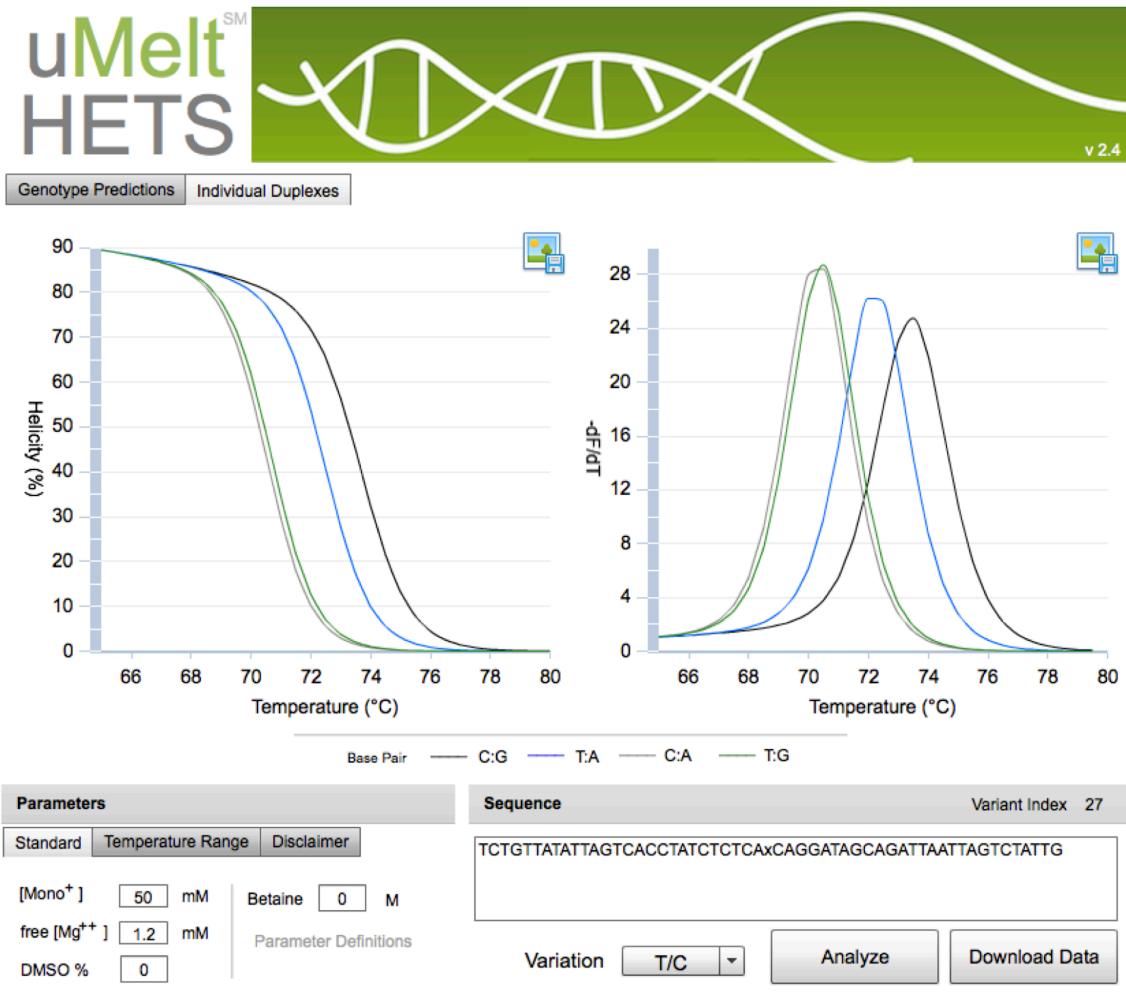 uMelt SM
HETS
v 2.4
Genotype Predictions Individual Duplexes
90
80
70
60
50
40
30
20
10
0
Helicity (%)
66 68 70 72 74 76 78 80
Temperature (°C)
28
24
20
16
12
8
4
0
-dF/dT
66 68 70 72 74 76 78 80
Temperature (°C)
Base Pair C:G T:A C:A T:G
Parameters
Standard Temperature Range Disclaimer
[Mono+ ] 50 mM Betaine 0 M
free [Mg++ ] 1.2 mM Parameter Definitions
DMSO % 0
Sequence Variant Index 27
TCTGTTATATTAGTCACCTATCTCTCAxCAGGATAGCAGATTAATTAGTCTATTG
Variation T/C Analyze Download Data